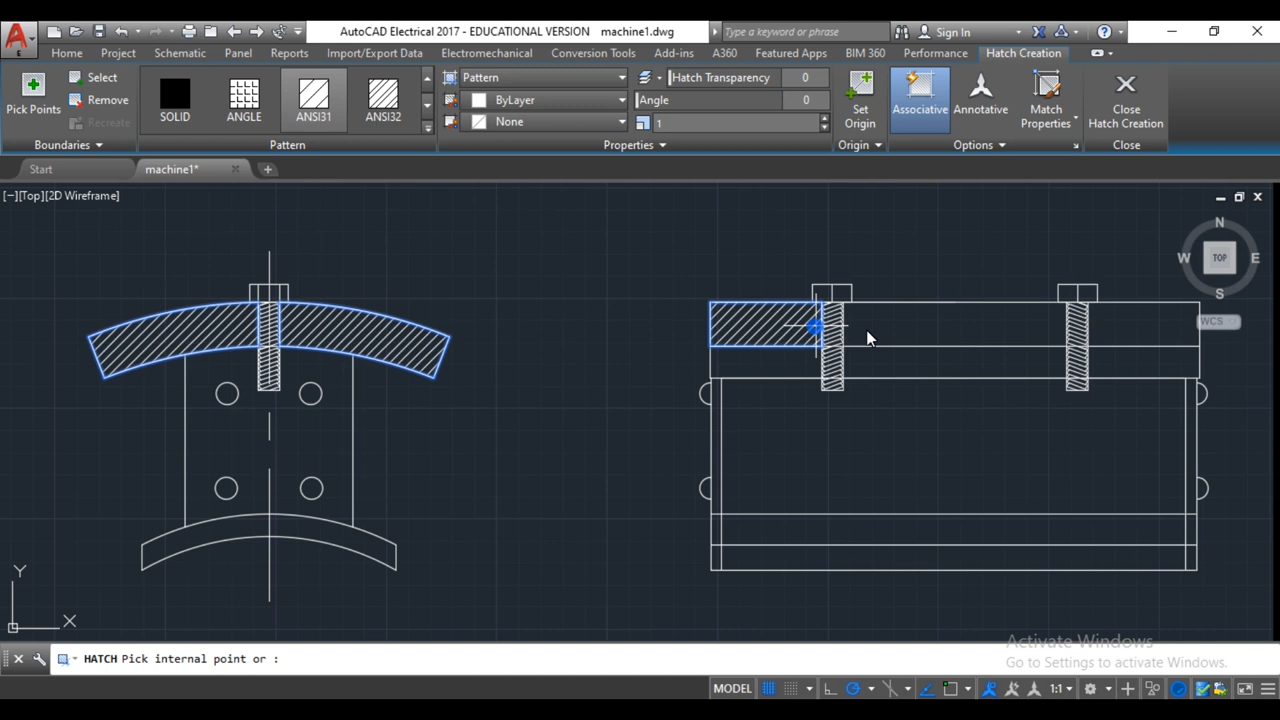 AutoCAD Electrical 2017 - EDUCATIONAL VERSION machine1.dwg
Type a keyword or phrase
Sign In
Home Project Schematic Panel Reports Import/Export Data Electromechanical Conversion Tools Add-ins A360 Featured Apps BIM 360 Performance Hatch Creation
Pick Points
Select
Remove
Recreate
Boundaries
SOLID
ANGLE
ANSI31
ANSI32
Pattern
Pattern
ByLayer
None
Hatch Transparency 0
Angle 0
1
Properties
Set
Origin
Origin
Associative
Annotative
Match
Properties
Options
Close
Hatch Creation
Close
Start
machine1*
[−][Top][2D Wireframe]
N
W TOP E
S
WCS
Y
X
HATCH Pick internal point or :
Activate Windows
Go to Settings to activate Windows.
MODEL
1:1